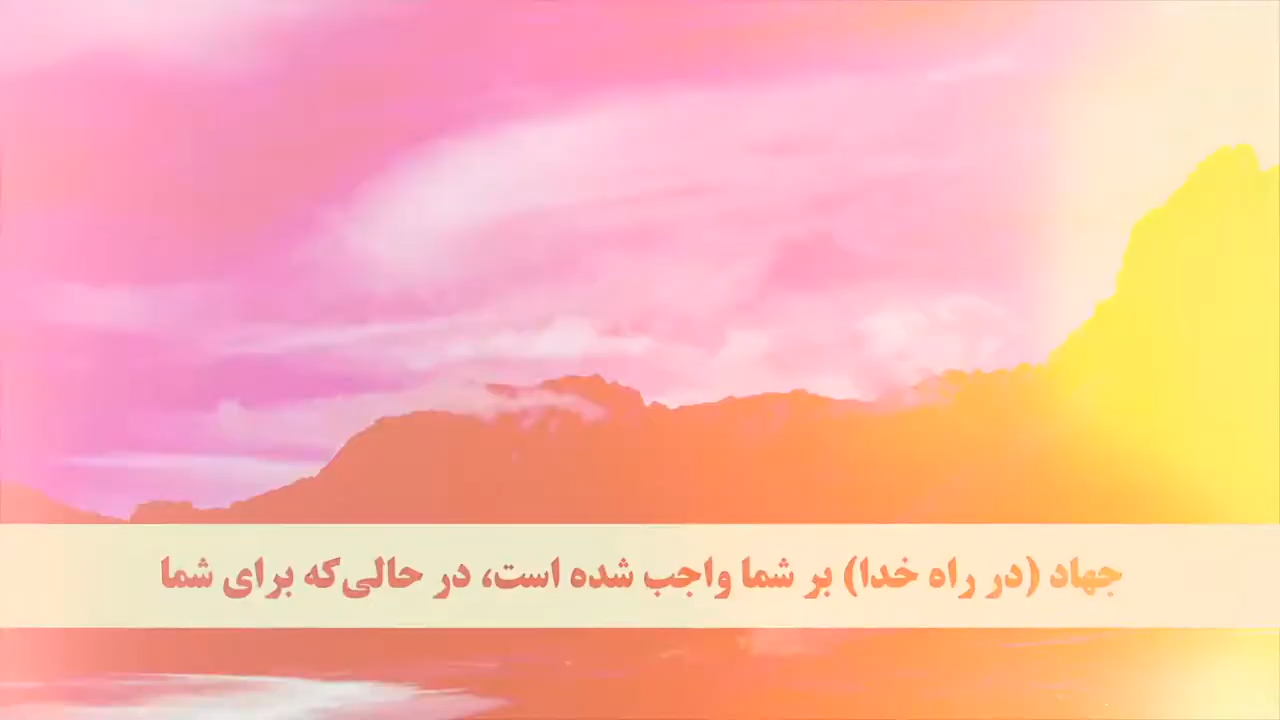 جهاد (در راه خدا) بر شما واجب شده است، در حالی‌که برای شما